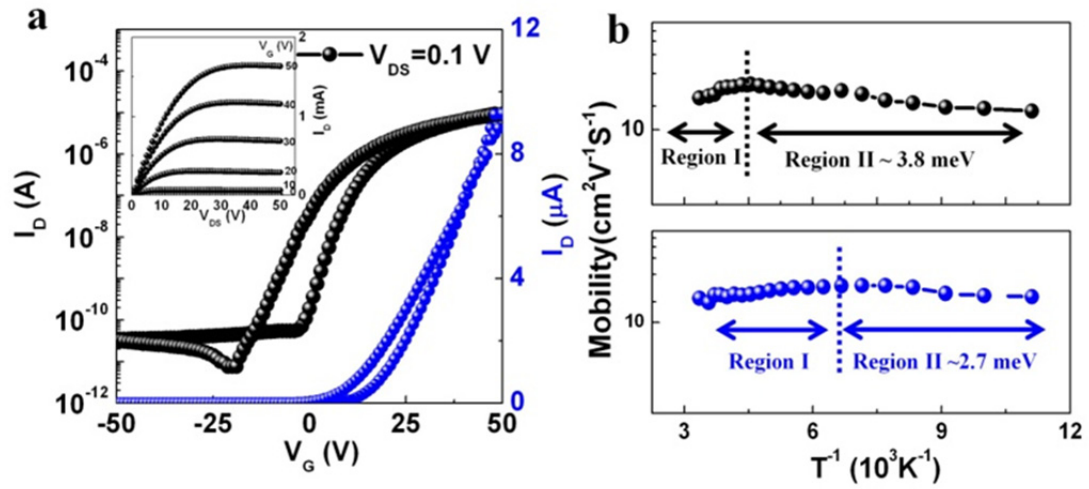 a
V_DS=0.1 V
V_G (V)
50
40
30
20
10
2
1
0
I_D (mA)
0 10 20 30 40 50
V_DS (V)
10^-4
10^-6
10^-8
10^-10
10^-12
I_D (A)
12
8
4
0
I_D (μA)
-50 -25 0 25 50
V_G (V)
b
10
Region I
Region II ~ 3.8 meV
10
Region I
Region II ~2.7 meV
Mobility(cm^2V^-1S^-1)
3 6 9 12
T^-1 (10^3K^-1)